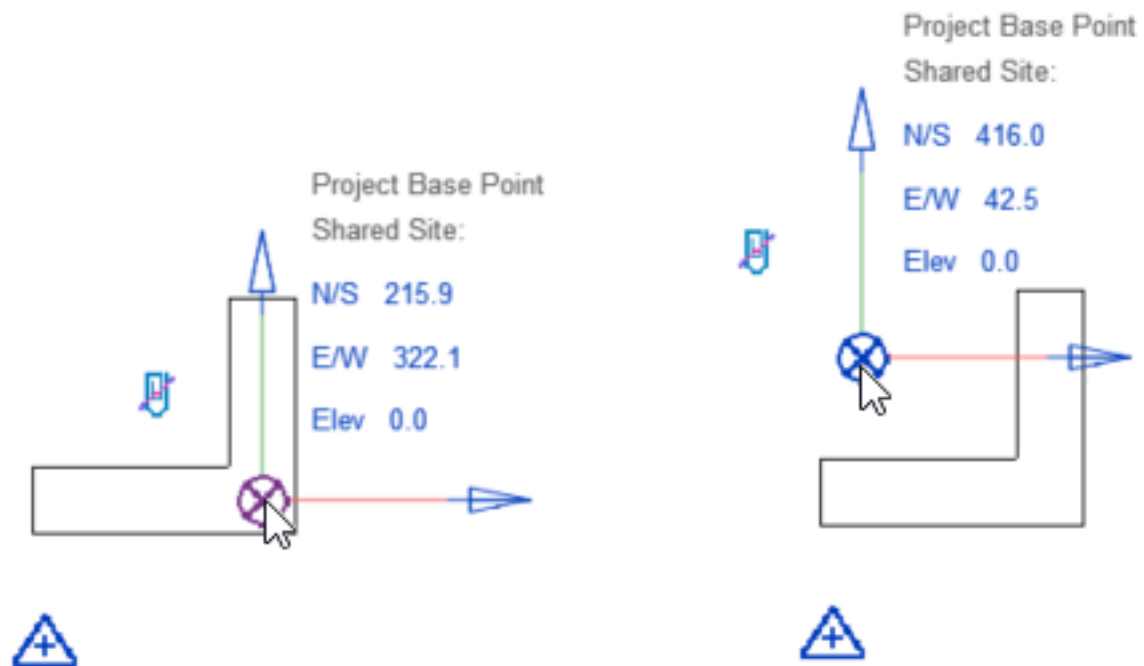 Project Base Point
Shared Site:
N/S 215.9
E/W 322.1
Elev 0.0
Project Base Point
Shared Site:
N/S 416.0
E/W 42.5
Elev 0.0